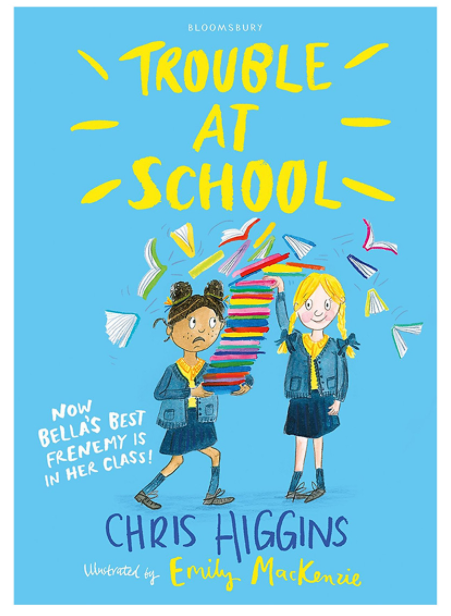 BLOOMSBURY
TROUBLE
AT
SCHOOL
NOW
BELLA'S BEST
FRENEMY IS
IN HER CLASS!
CHRIS HIGGINS
Illustrated by Emily MacKenzie